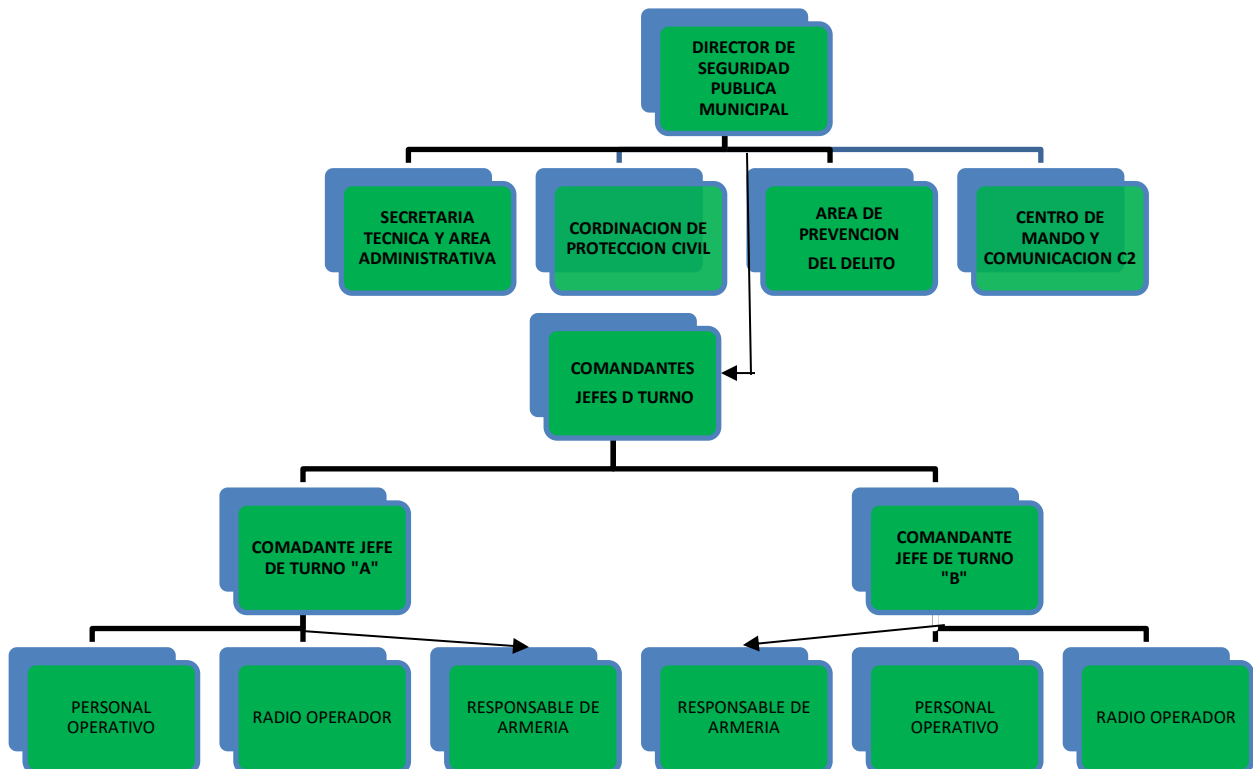 DIRECTOR DE
SEGURIDAD
PUBLICA
MUNICIPAL
SECRETARIA
TECNICA Y AREA
ADMINISTRATIVA
CORDINACION DE
PROTECCION CIVIL
AREA DE
PREVENCION
DEL DELITO
CENTRO DE
MANDO Y
COMUNICACION C2
COMANDANTES
JEFES D TURNO
COMADANTE JEFE
DE TURNO "A"
COMANDANTE
JEFE DE TURNO
"B"
PERSONAL
OPERATIVO
RADIO OPERADOR
RESPONSABLE DE
ARMERIA
RESPONSABLE DE
ARMERIA
PERSONAL
OPERATIVO
RADIO OPERADOR